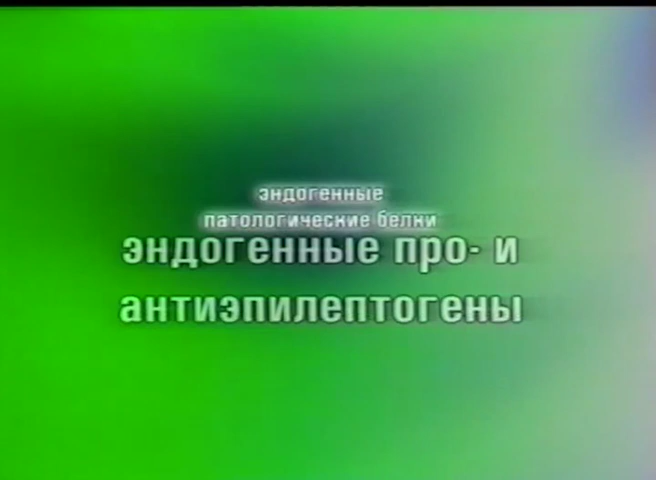 эндогенные
патологические белки
эндогенные про- и
антиэпилептогены